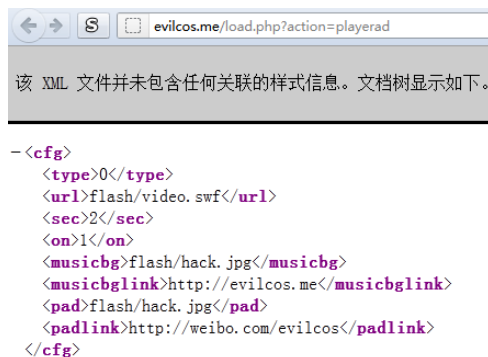 S evilcos.me/load.php?action=playerad
该 XML 文件并未包含任何关联的样式信息。文档树显示如下。
-<cfg>
<type>0</type>
<url>flash/video.swf</url>
<sec>2</sec>
<on>1</on>
<musicbg>flash/hack.jpg</musicbg>
<musicbglink>http://evilcos.me</musicbglink>
<pad>flash/hack.jpg</pad>
<padlink>http://weibo.com/evilcos</padlink>
</cfg>